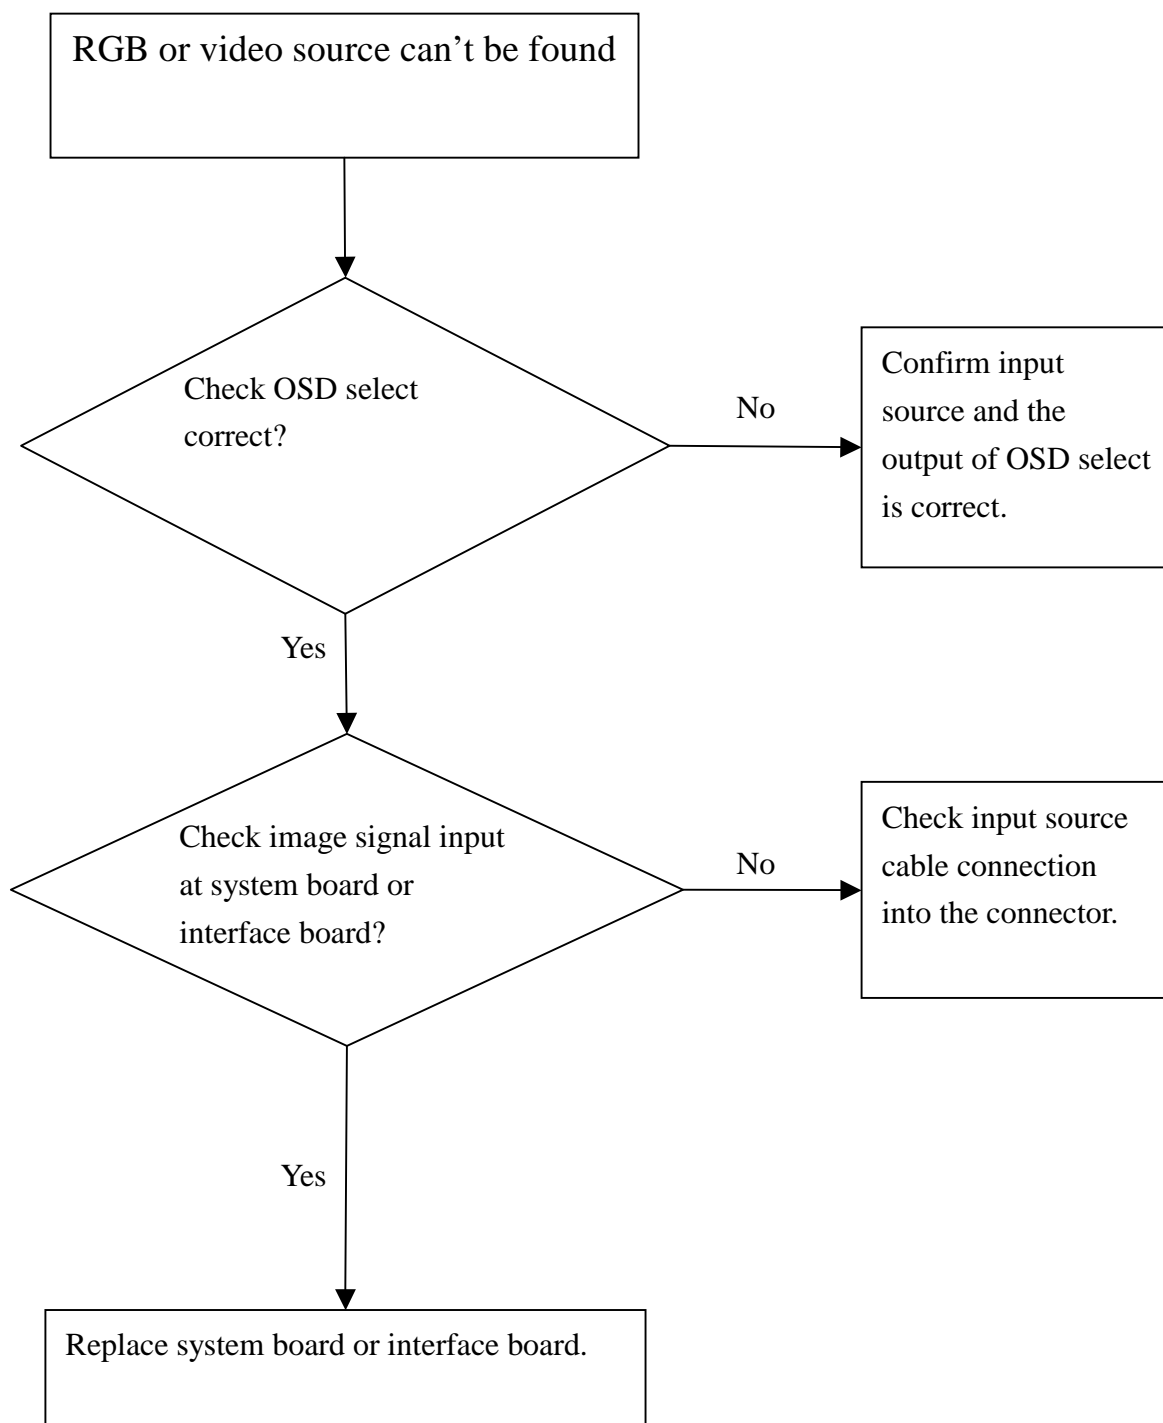 RGB or video source can’t be found
Check OSD select
correct?
No
Confirm input
source and the
output of OSD select
is correct.
Yes
Check image signal input
at system board or
interface board?
No
Check input source
cable connection
into the connector.
Yes
Replace system board or interface board.